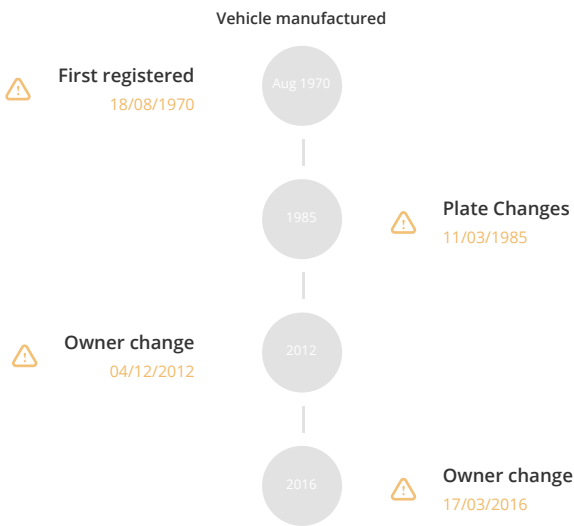 Vehicle manufactured
First registered
18/08/1970
Aug 1970
1985
Plate Changes
11/03/1985
Owner change
04/12/2012
2012
2016
Owner change
17/03/2016